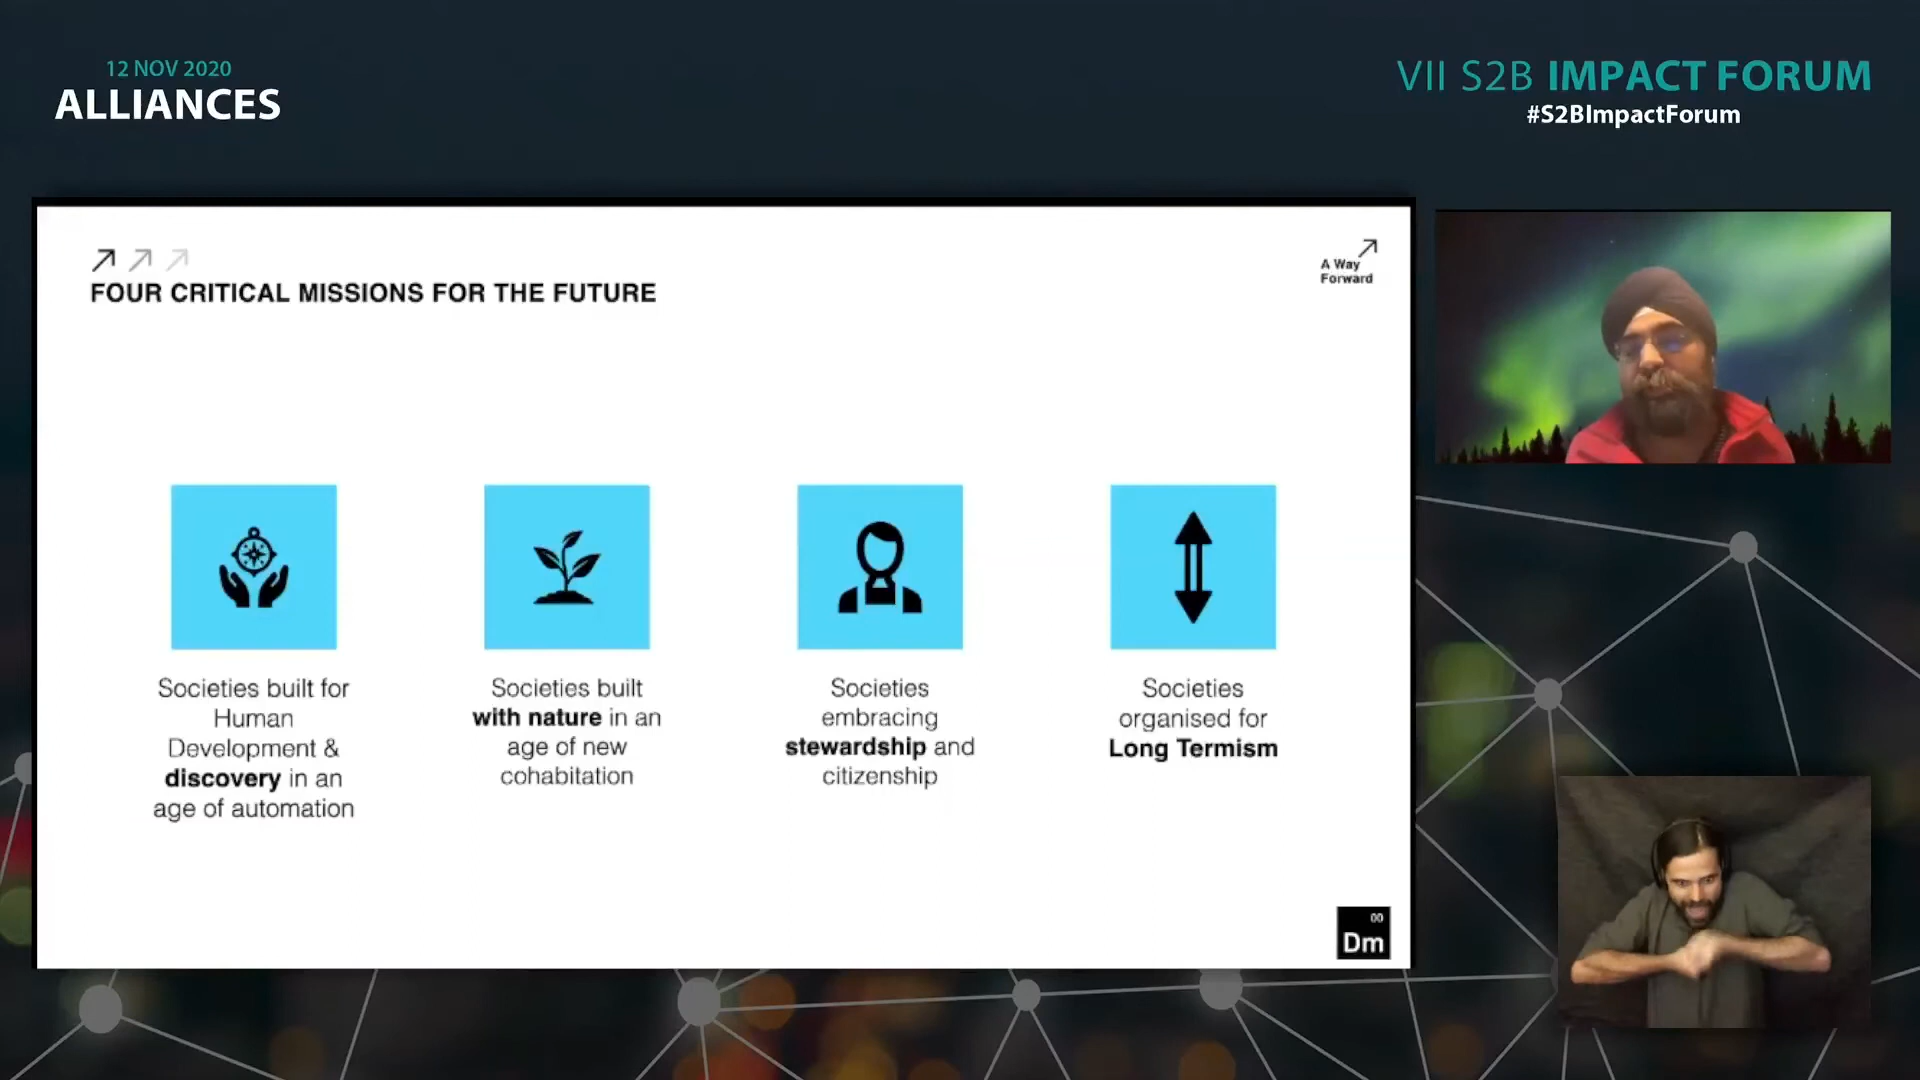 12 NOV 2020
ALLIANCES
VII S2B IMPACT FORUM
#S2BImpactForum
A Way
Forward
FOUR CRITICAL MISSIONS FOR THE FUTURE
Societies built for
Human
Development &
discovery in an
age of automation
Societies built
with nature in an
age of new
cohabitation
Societies
embracing
stewardship and
citizenship
Societies
organised for
Long Termism
00
Dm